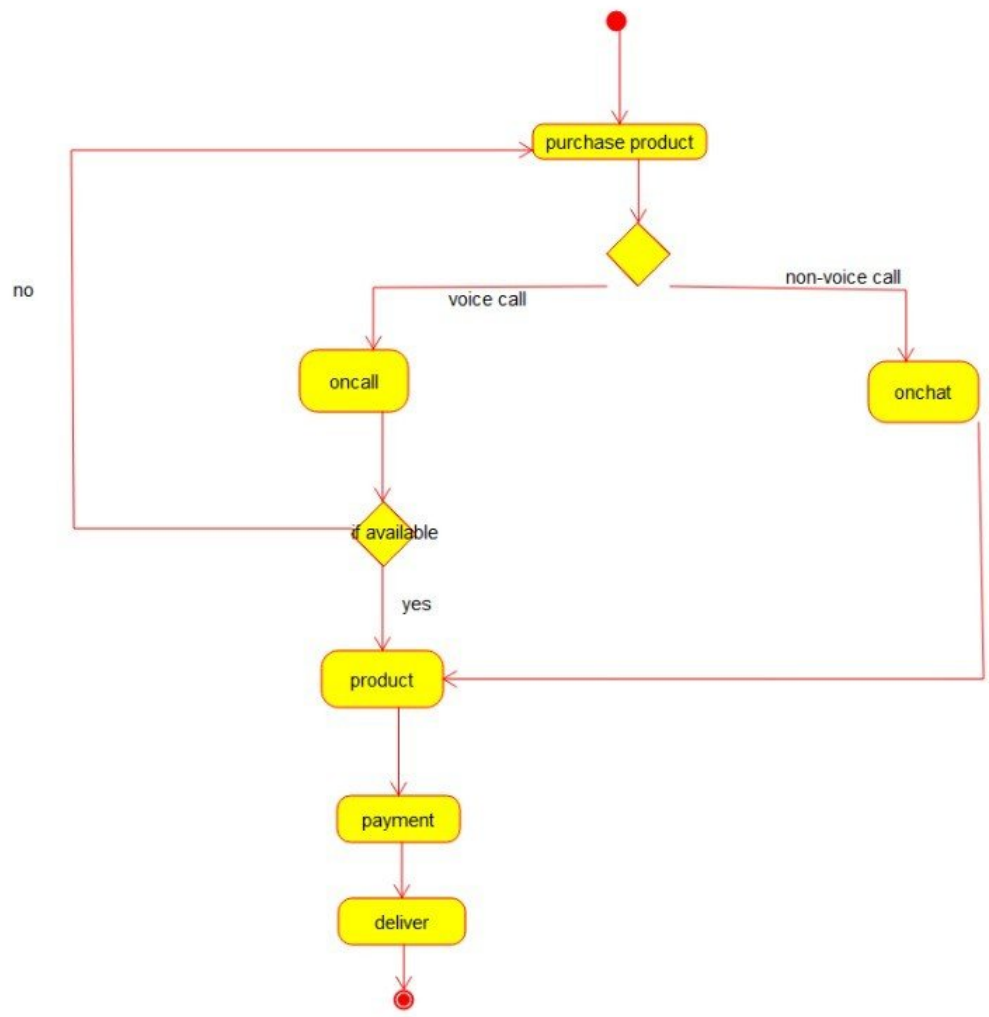 purchase product
non-voice call
no
voice call
oncall
onchat
if available
yes
product
payment
deliver